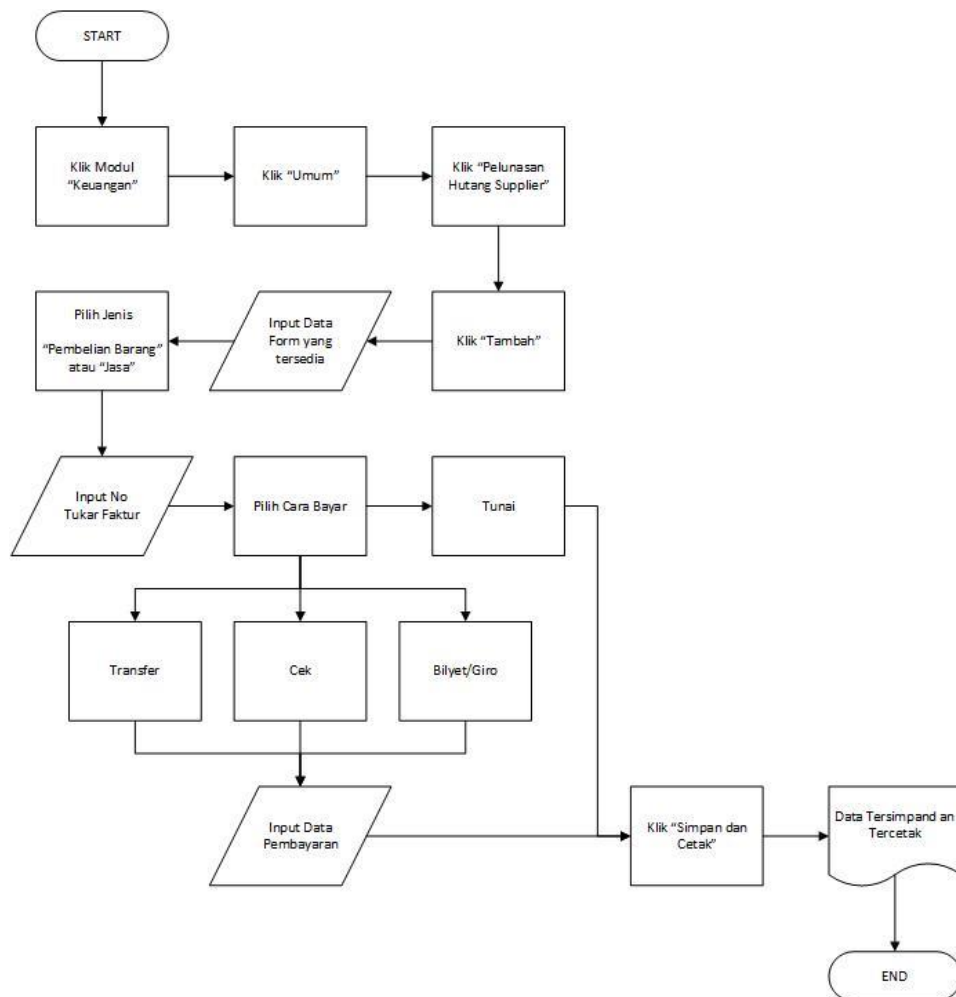 START
Klik Modul
“Keuangan”
Klik “Umum”
Klik “Pelunasan
Hutang Supplier”
Pilih Jenis
“Pembelian Barang”
atau “Jasa”
Input Data
Form yang
tersedia
Klik “Tambah”
Input No
Tukar Faktur
Pilih Cara Bayar
Tunai
Transfer
Cek
Bilyet/Giro
Input Data
Pembayaran
Klik “Simpan dan
Cetak”
Data Tersimpand an
Tercetak
END